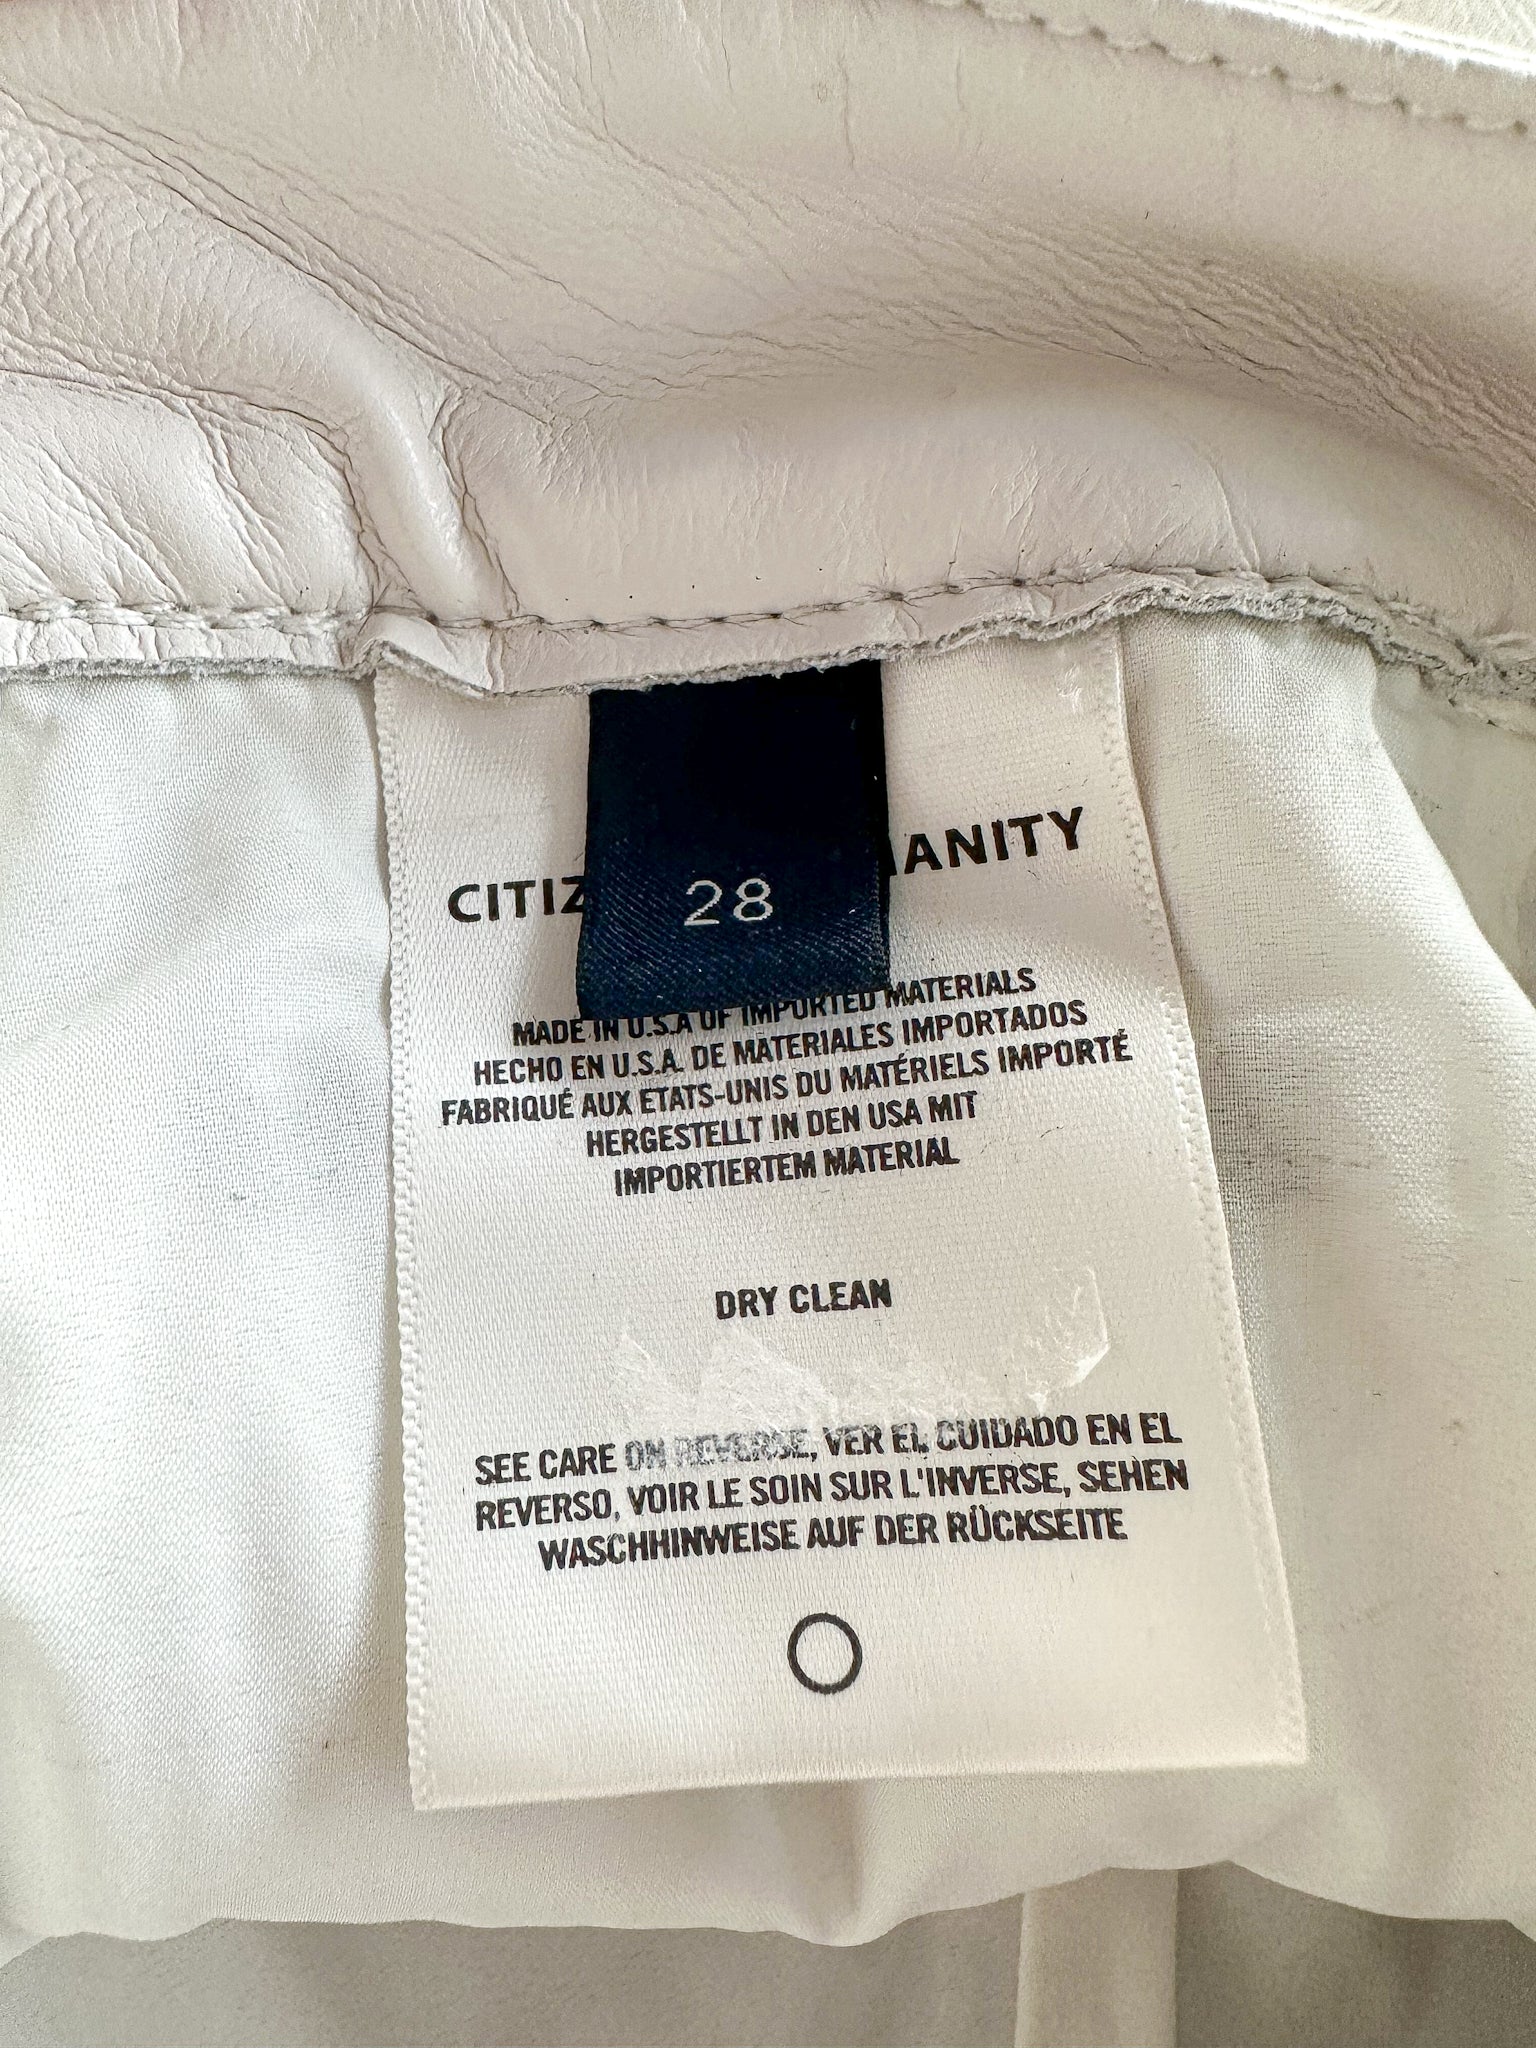 CITIZ ANITY
28
MADE IN U.S.A OF IMPORTED MATERIALS
HECHO EN U.S.A. DE MATERIALES IMPORTADOS
FABRIQUÉ AUX ETATS-UNIS DU MATÉRIELS IMPORTÉ
HERGESTELLT IN DEN USA MIT
IMPORTIERTEM MATERIAL
DRY CLEAN
SEE CARE ON REVERSE, VER EL CUIDADO EN EL
REVERSO, VOIR LE SOIN SUR L'INVERSE, SEHEN
WASCHHINWEISE AUF DER RÜCKSEITE